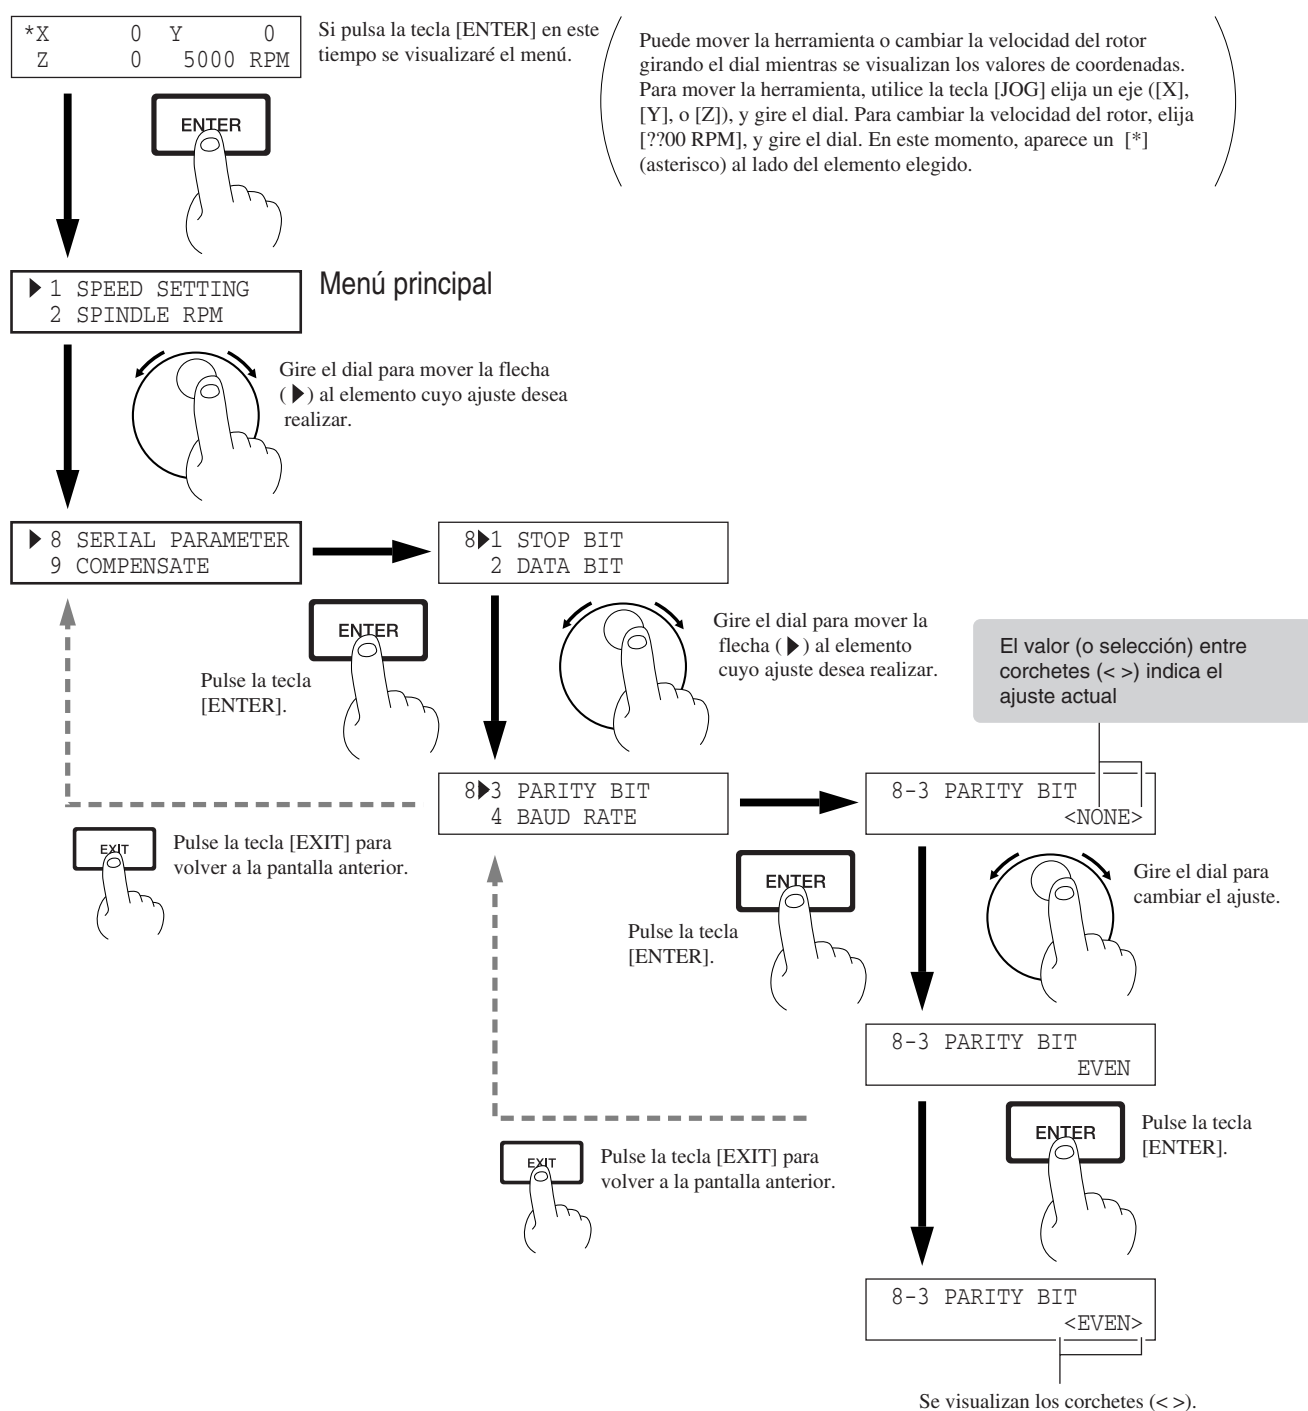 *X 0 Y 0
Z 0 5000 RPM
Si pulsa la tecla [ENTER] en este
tiempo se visualizaré el menú.
Puede mover la herramienta o cambiar la velocidad del rotor
girando el dial mientras se visualizan los valores de coordenadas.
Para mover la herramienta, utilice la tecla [JOG] elija un eje ([X],
[Y], o [Z]), y gire el dial. Para cambiar la velocidad del rotor, elija
[??00 RPM], y gire el dial. En este momento, aparece un [*]
(asterisco) al lado del elemento elegido.
ENTER
▶1 SPEED SETTING
2 SPINDLE RPM
Menú principal
Gire el dial para mover la flecha
(▶) al elemento cuyo ajuste desea
realizar.
▶8 SERIAL PARAMETER
9 COMPENSATE
8▶1 STOP BIT
2 DATA BIT
ENTER
Pulse la tecla
[ENTER].
Gire el dial para mover la
flecha (▶) al elemento
cuyo ajuste desea realizar.
El valor (o selección) entre
corchetes (< >) indica el
ajuste actual
8▶3 PARITY BIT
4 BAUD RATE
8-3 PARITY BIT
<NONE>
EXIT
Pulse la tecla [EXIT] para
volver a la pantalla anterior.
ENTER
Pulse la tecla
[ENTER].
Gire el dial para
cambiar el ajuste.
8-3 PARITY BIT
EVEN
EXIT
Pulse la tecla [EXIT] para
volver a la pantalla anterior.
ENTER
Pulse la tecla
[ENTER].
8-3 PARITY BIT
<EVEN>
Se visualizan los corchetes (< >).